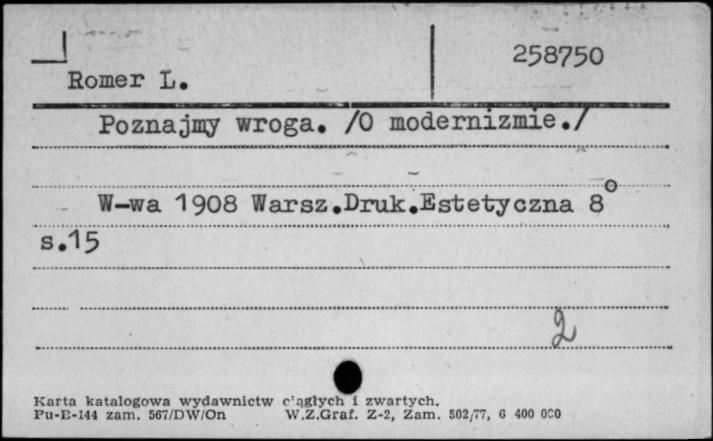 258750
Romer L.
Poznajmy wroga. /O modernizmie./
W-wa 1908 Warsz.Druk.Estetyczna 8°
s.15
2
Karta katalogowa wydawnictw ciągłych i zwartych.
Pu-E-144 zam. 567/DW/On W.Z.Graf. Z-2, Zam. 502/77, 6 400 000